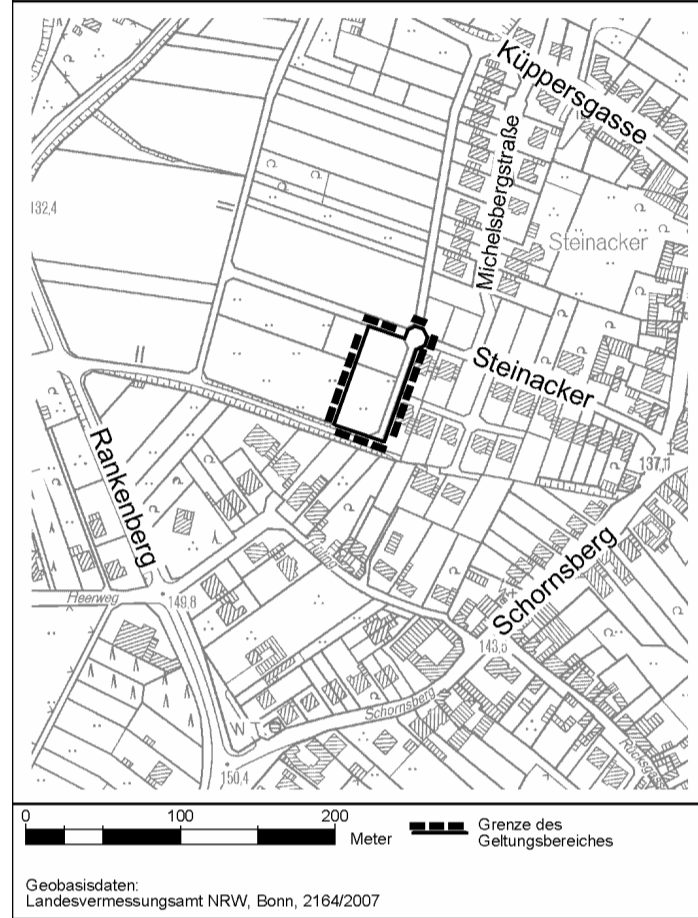 Küppersgasse
Michelsbergstraße
132,4
Steinacker
Steinacker
137,1
Rankenberg
Schornsberg
Heerweg
149,8
143,5
Schornsberg
W T
150,4
0 100 200
Meter
Grenze des
Geltungsbereiches
Geobasisdaten:
Landesvermessungsamt NRW, Bonn, 2164/2007